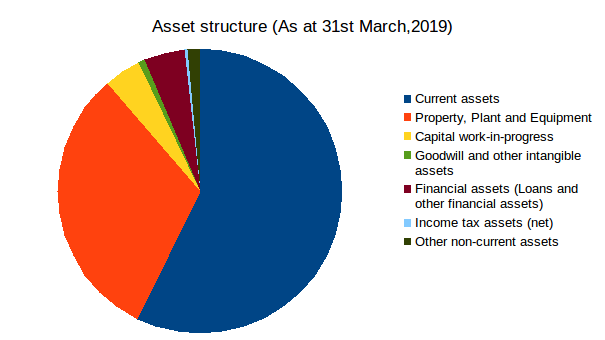 Asset structure (As at 31st March,2019)
Current assets
Property, Plant and Equipment
Capital work-in-progress
Goodwill and other intangible
assets
Financial assets (Loans and
other financial assets)
Income tax assets (net)
Other non-current assets